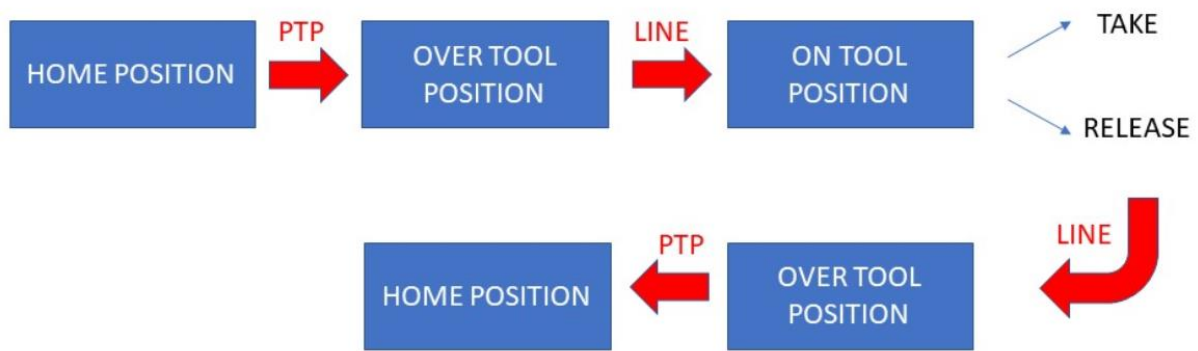 PTP
LINE
TAKE
HOME POSITION
OVER TOOL
POSITION
ON TOOL
POSITION
RELEASE
LINE
PTP
HOME POSITION
OVER TOOL
POSITION